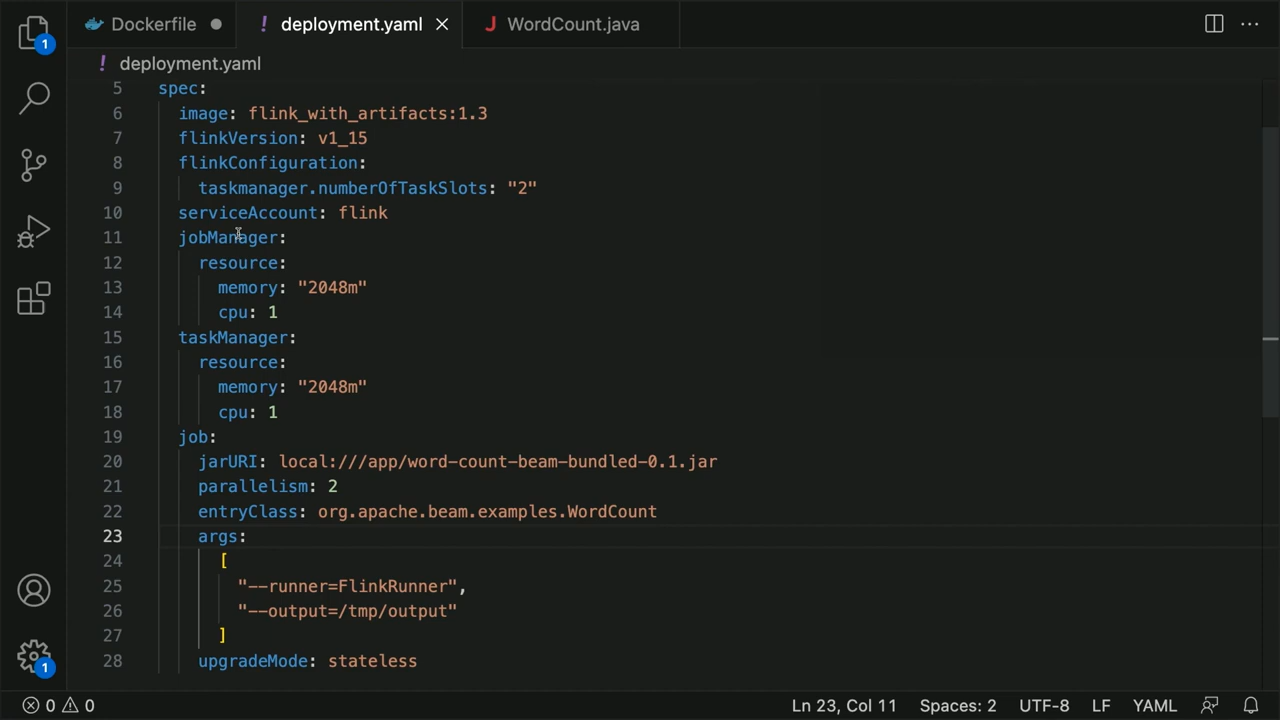 Dockerfile
! deployment.yaml
J WordCount.java
1
! deployment.yaml
5 spec:
6 image: flink_with_artifacts:1.3
7 flinkVersion: v1_15
8 flinkConfiguration:
9 taskmanager.numberOfTaskSlots: "2"
10 serviceAccount: flink
11 jobManager:
12 resource:
13 memory: "2048m"
14 cpu: 1
15 taskManager:
16 resource:
17 memory: "2048m"
18 cpu: 1
19 job:
20 jarURI: local:///app/word-count-beam-bundled-0.1.jar
21 parallelism: 2
22 entryClass: org.apache.beam.examples.WordCount
23 args:
24 [
25 "--runner=FlinkRunner",
26 "--output=/tmp/output"
27 ]
28 upgradeMode: stateless
1
0 0 Ln 23, Col 11 Spaces: 2 UTF-8 LF YAML